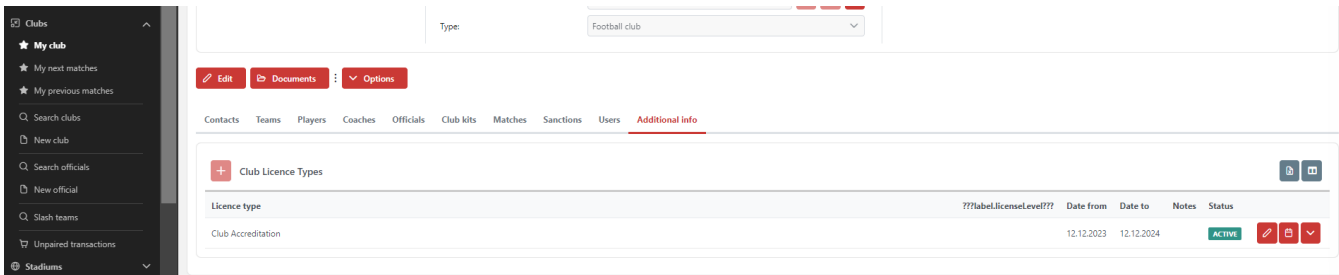 Clubs
My club
My next matches
My previous matches
Search clubs
New club
Search officials
New official
Slash teams
Unpaired transactions
Stadiums
Type: Football club
Edit Documents Options
Contacts Teams Players Coaches Officials Club kits Matches Sanctions Users Additional info
Club Licence Types
Licence type ???label.licenseLevel??? Date from Date to Notes Status
Club Accreditation 12.12.2023 12.12.2024 ACTIVE